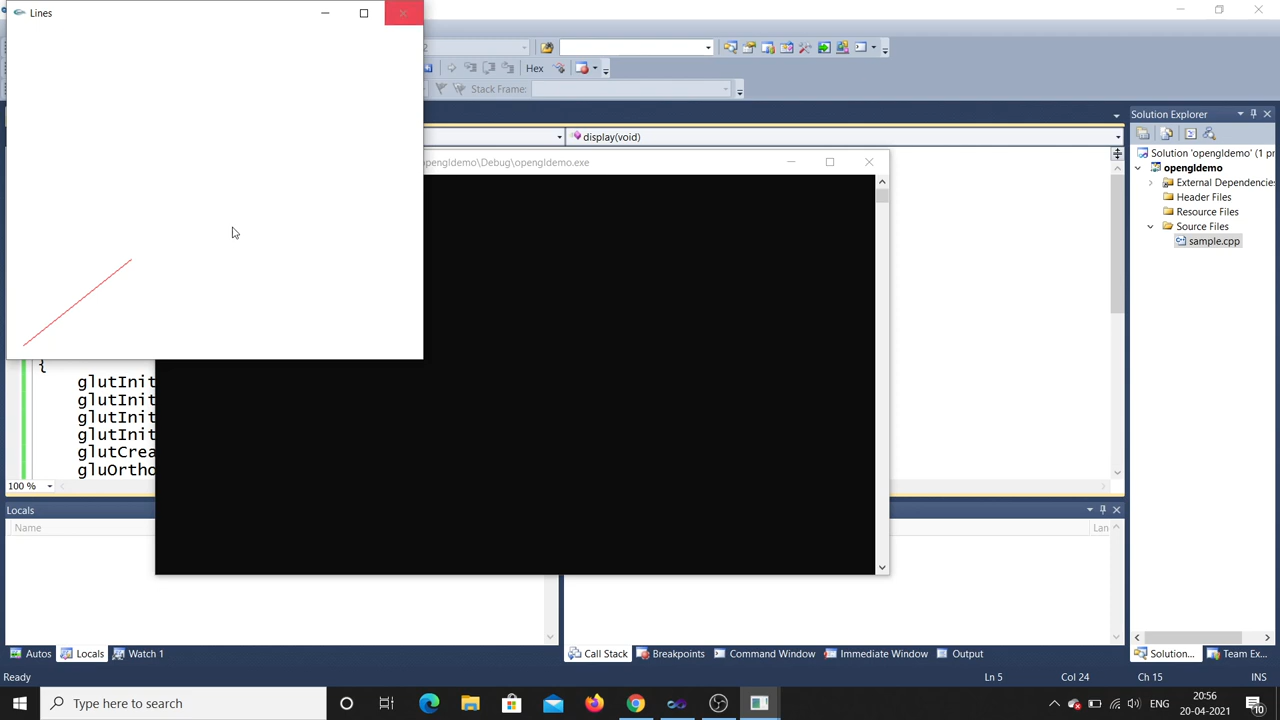 Lines
2
Hex
Stack Frame:
display(void)
opengldemo\Debug\opengldemo.exe
Solution Explorer
Solution 'opengldemo' (1 pr
opengldemo
External Dependencies
Header Files
Resource Files
Source Files
sample.cpp
{
glutInit
glutInit
glutInit
glutInit
glutCrea
gluOrtho
100 %
Locals
Name
Lan
Autos
Locals
Watch 1
Call Stack
Breakpoints
Command Window
Immediate Window
Output
Solution...
Team Ex...
Ready
Ln 5
Col 24
Ch 15
INS
Type here to search
ENG
20:56
20-04-2021
10